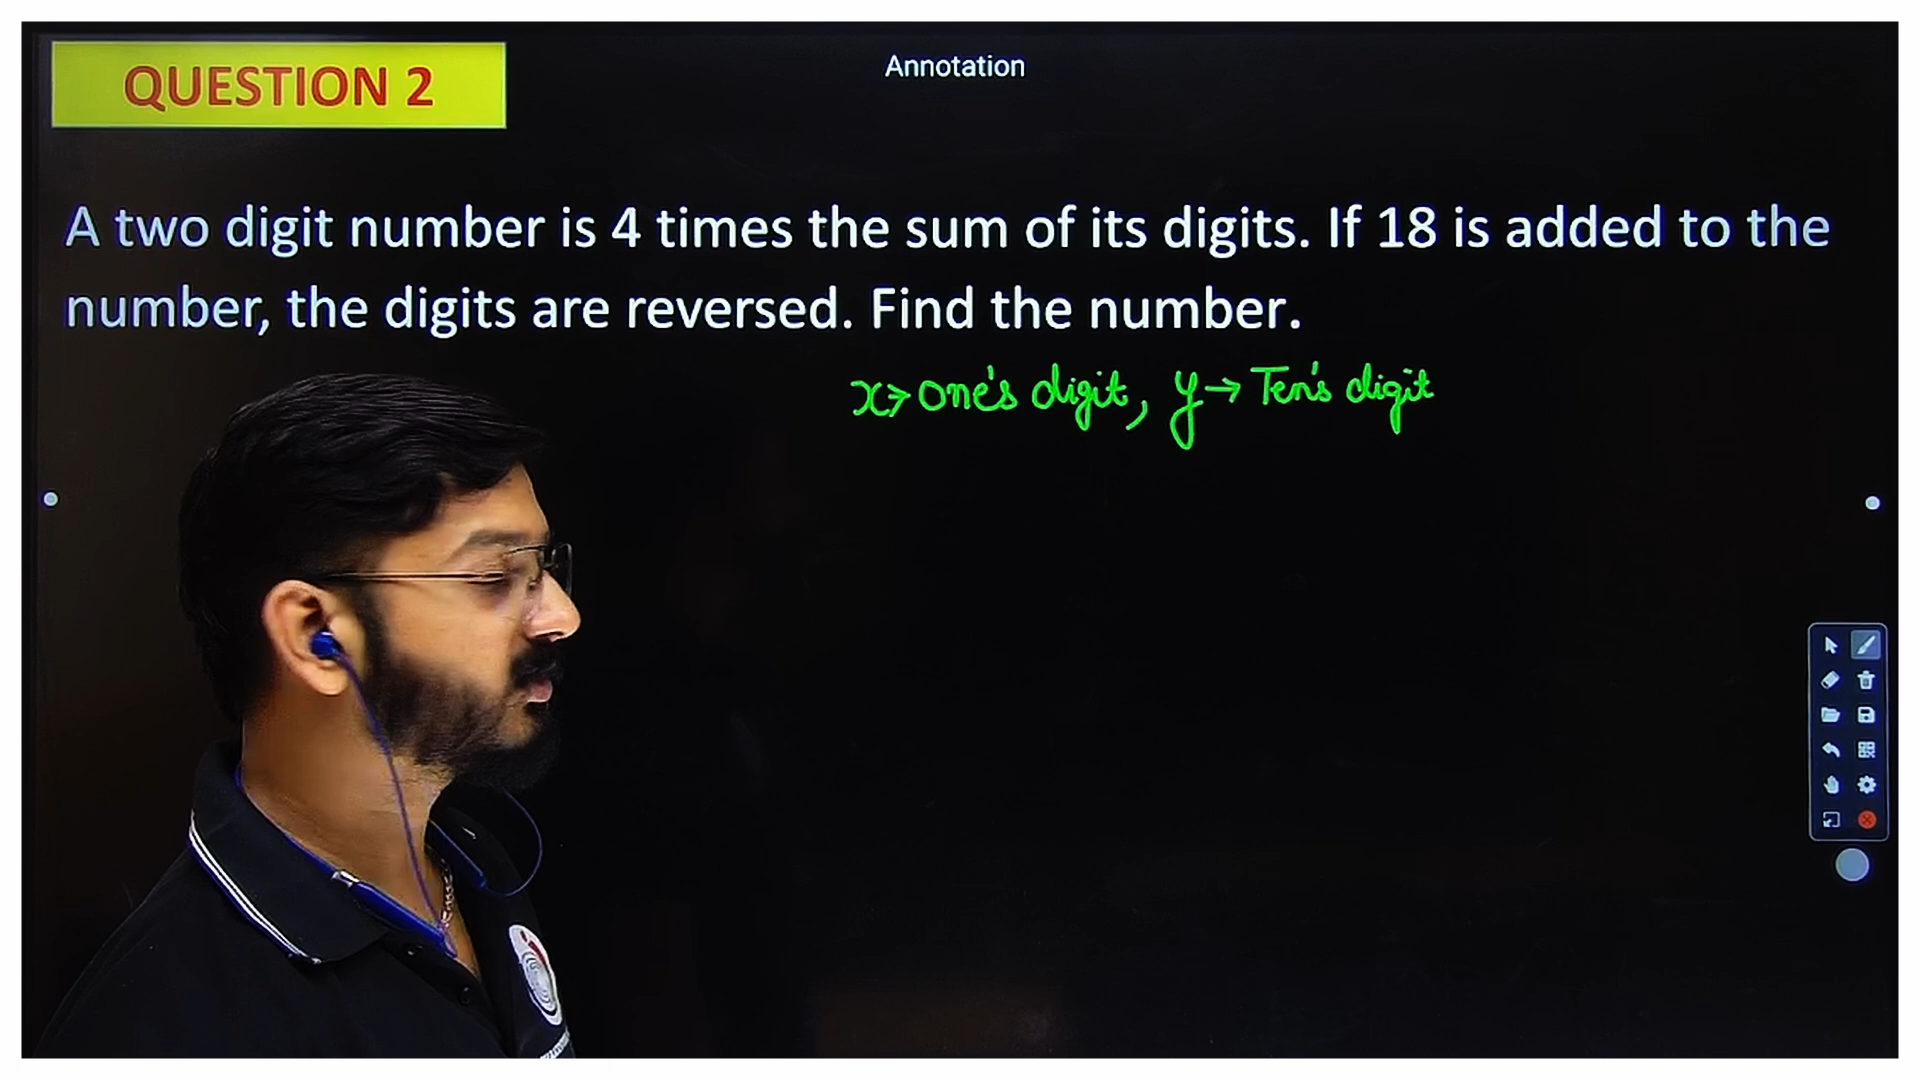 QUESTION 2
Annotation
A two digit number is 4 times the sum of its digits. If 18 is added to the
number, the digits are reversed. Find the number.
x→ One's digit, y→ Ten's digit